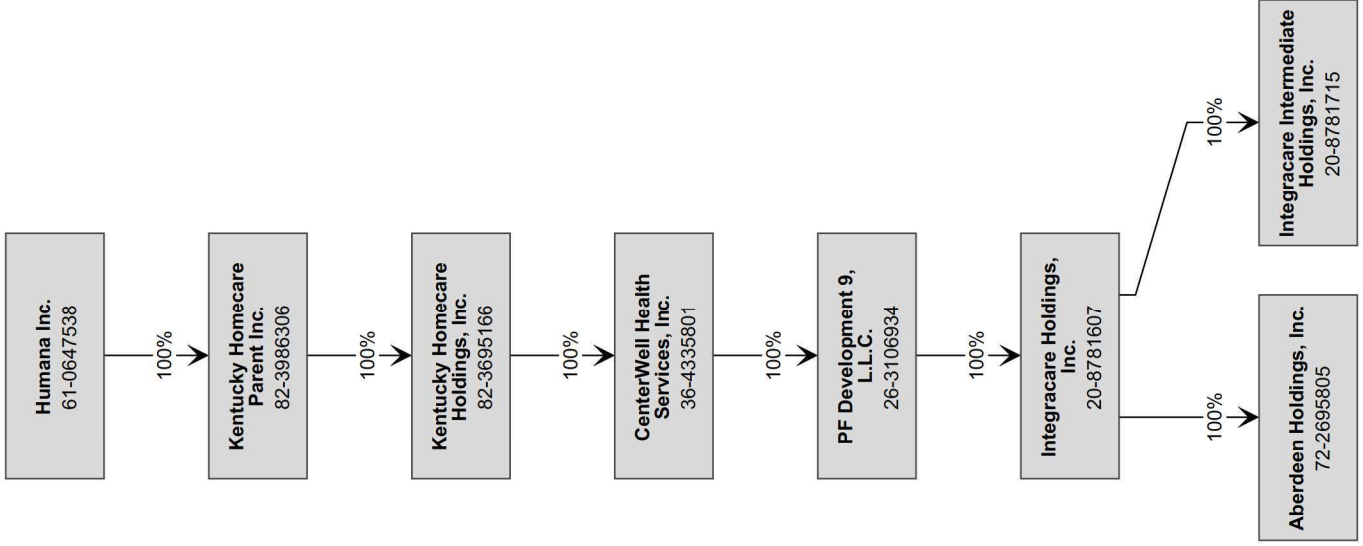 Humana Inc.
61-0647538
100%
Kentucky Homecare
Parent Inc.
82-3986306
100%
Kentucky Homecare
Holdings, Inc.
82-3695166
100%
CenterWell Health
Services, Inc.
36-4335801
100%
PF Development 9,
L.L.C.
26-3106934
100%
Integracare Holdings,
Inc.
20-8781607
100%
Aberdeen Holdings, Inc.
72-2695805
100%
Integracare Intermediate
Holdings, Inc.
20-8781715